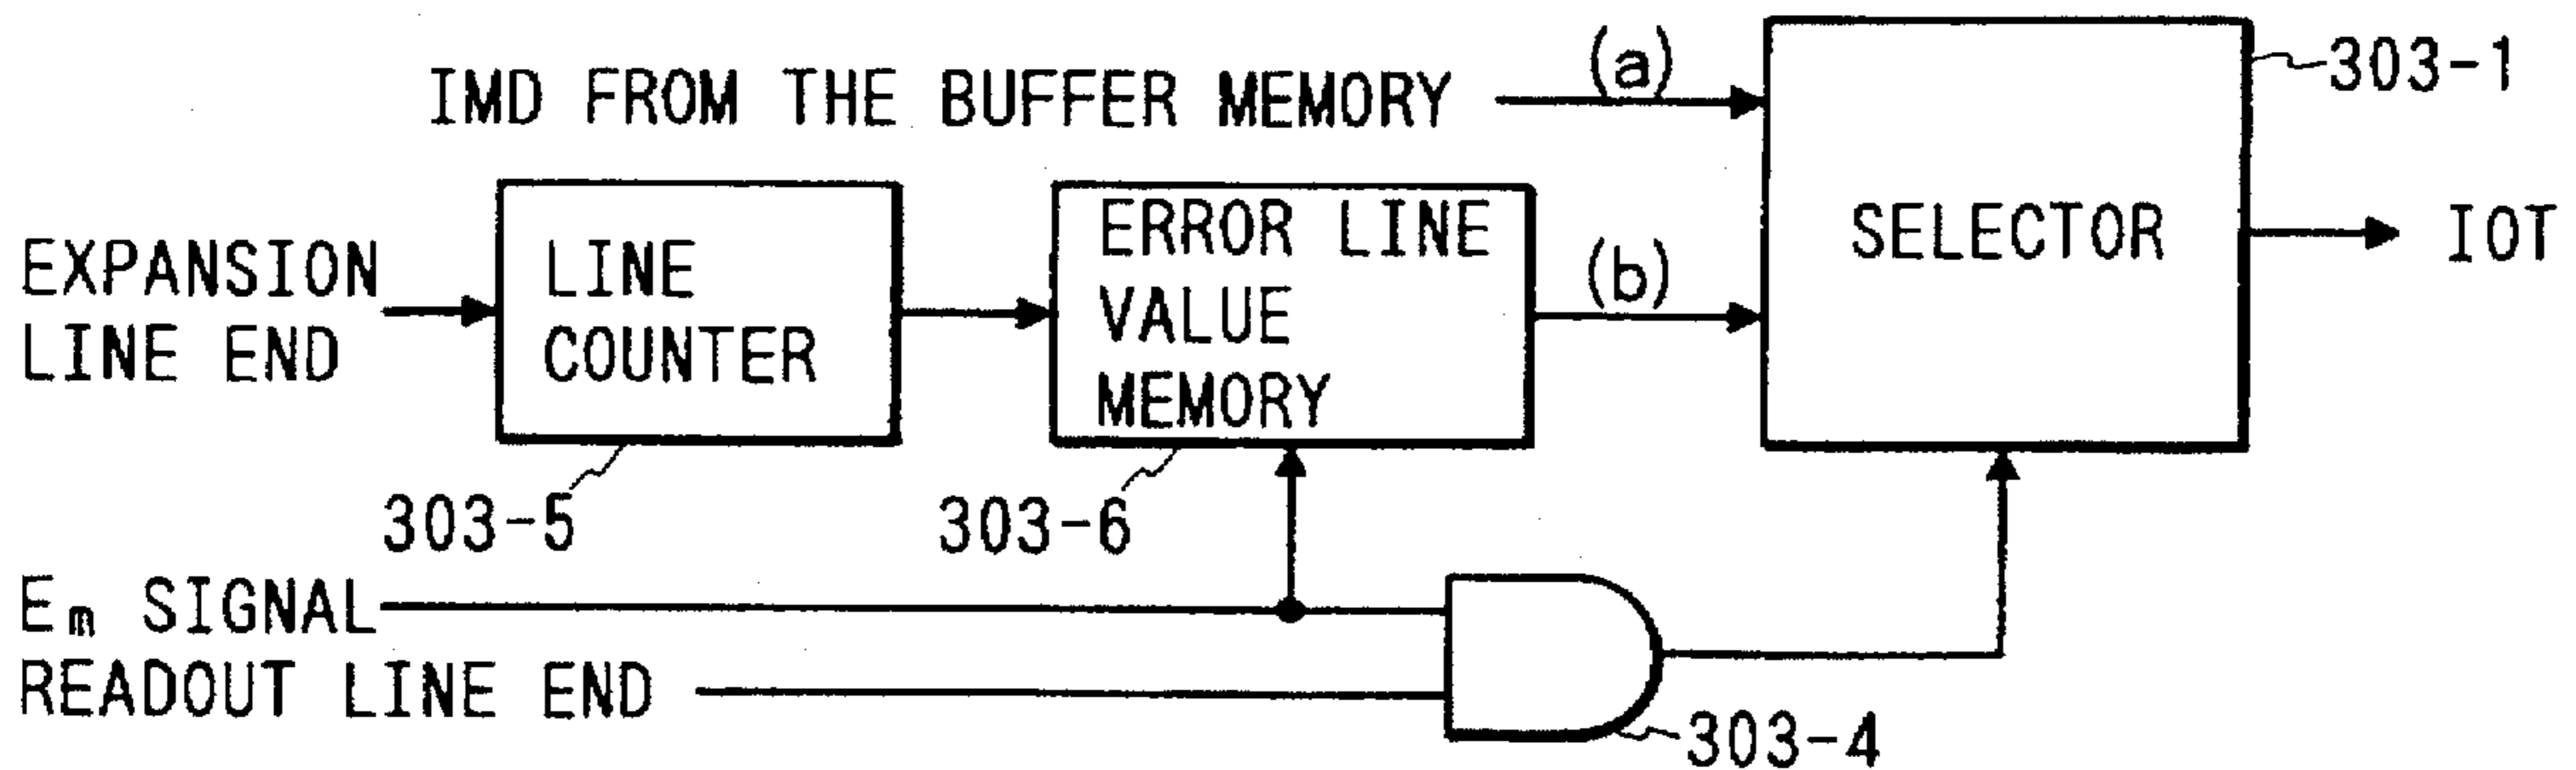 IMD FROM THE BUFFER MEMORY
(a)
303-1
EXPANSION
LINE END
LINE
COUNTER
ERROR LINE
VALUE
MEMORY
(b)
SELECTOR
IOT
303-5
303-6
Em SIGNAL
READOUT LINE END
303-4